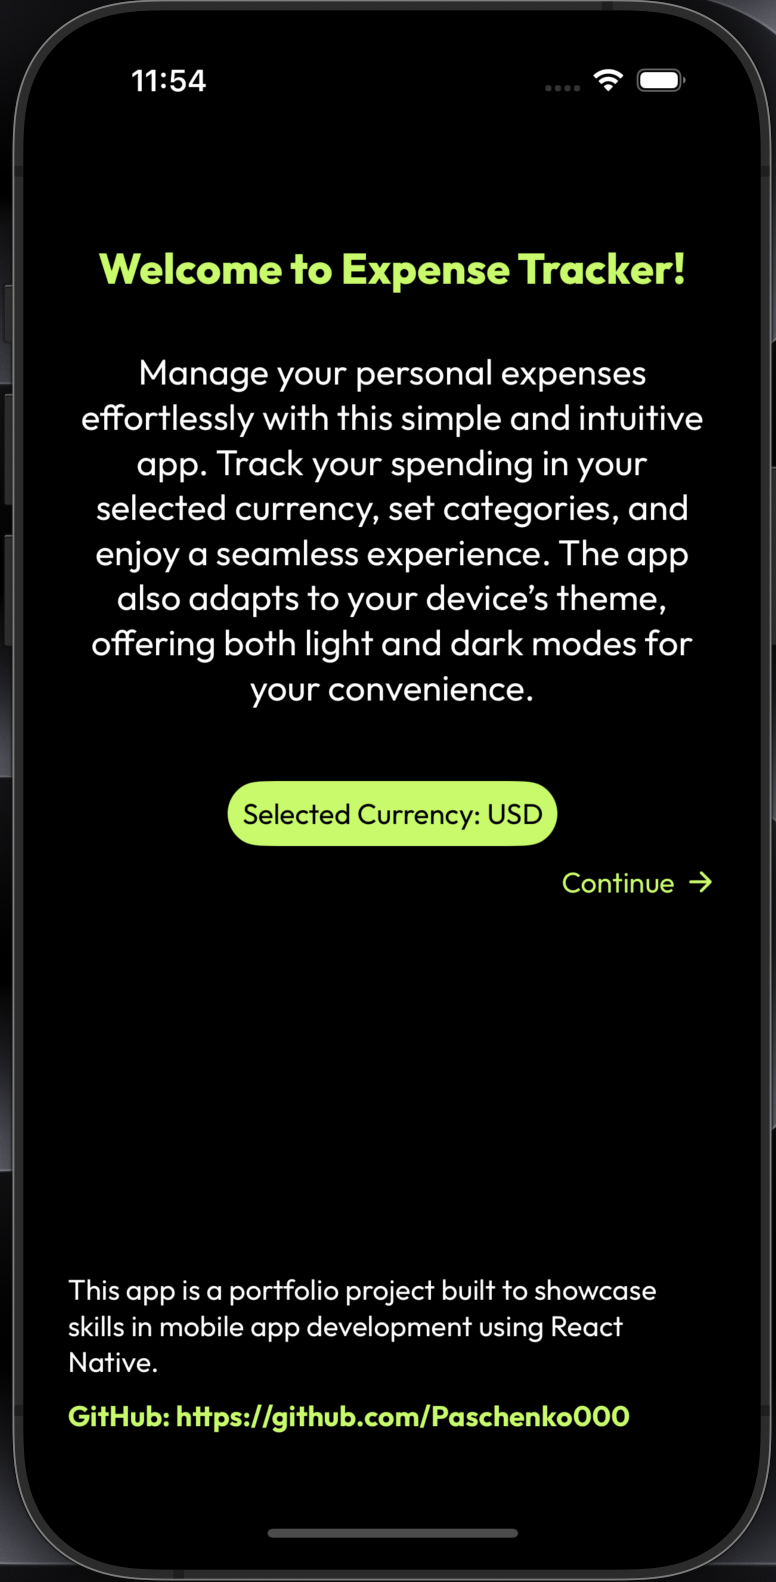 11:54
Welcome to Expense Tracker!
Manage your personal expenses
effortlessly with this simple and intuitive
app. Track your spending in your
selected currency, set categories, and
enjoy a seamless experience. The app
also adapts to your device’s theme,
offering both light and dark modes for
your convenience.
Selected Currency: USD
Continue →
This app is a portfolio project built to showcase
skills in mobile app development using React
Native.
GitHub: https://github.com/Paschenko000